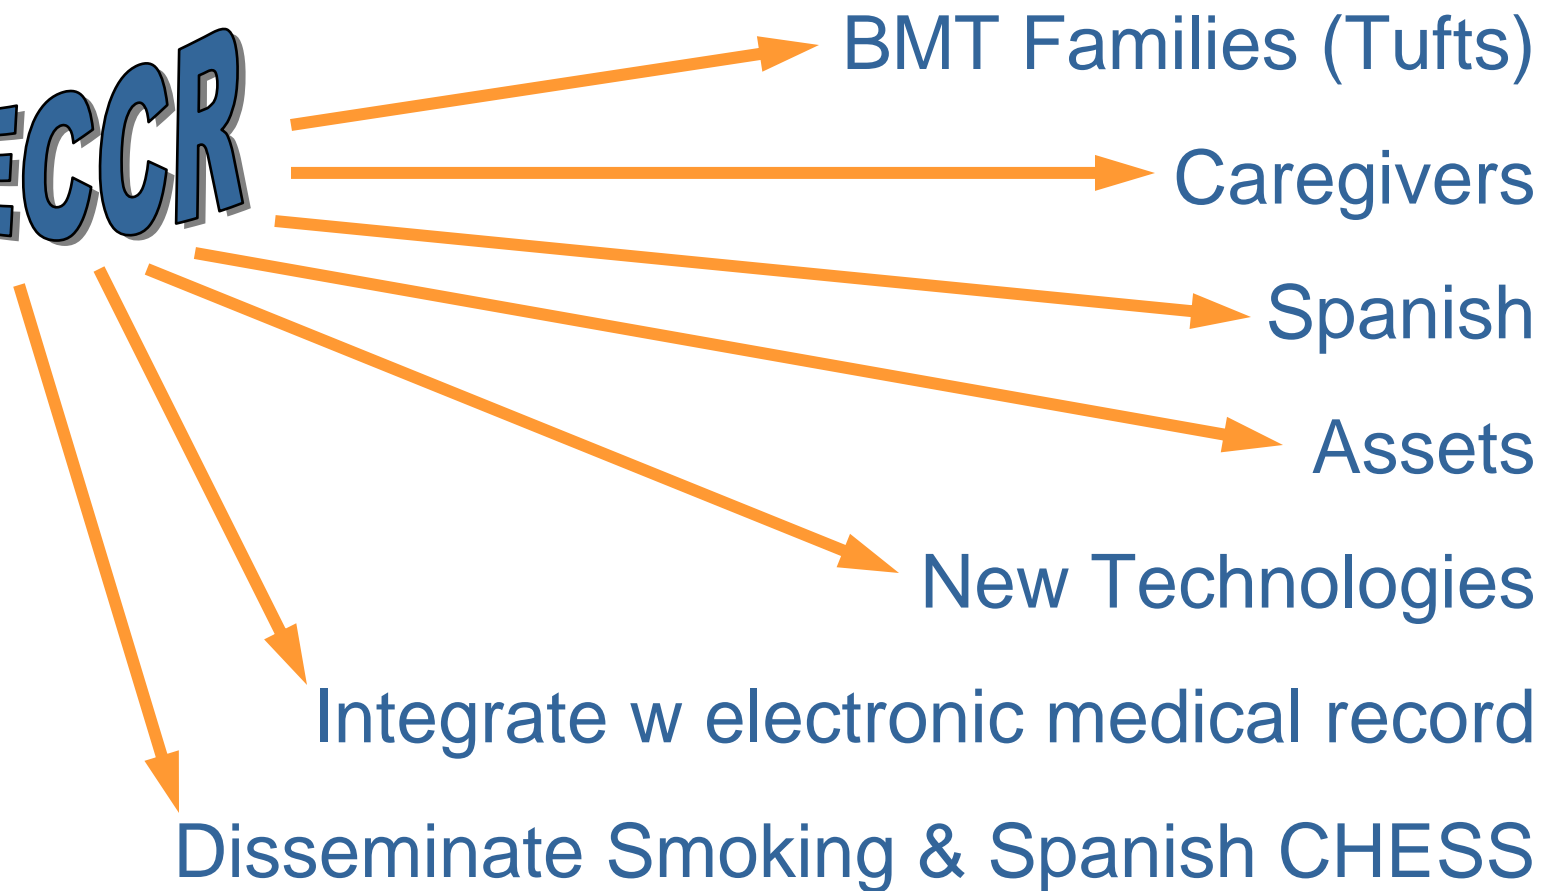 ECCR
BMT Families (Tufts)
Caregivers
Spanish
Assets
New Technologies
Integrate w electronic medical record
Disseminate Smoking & Spanish CHESS